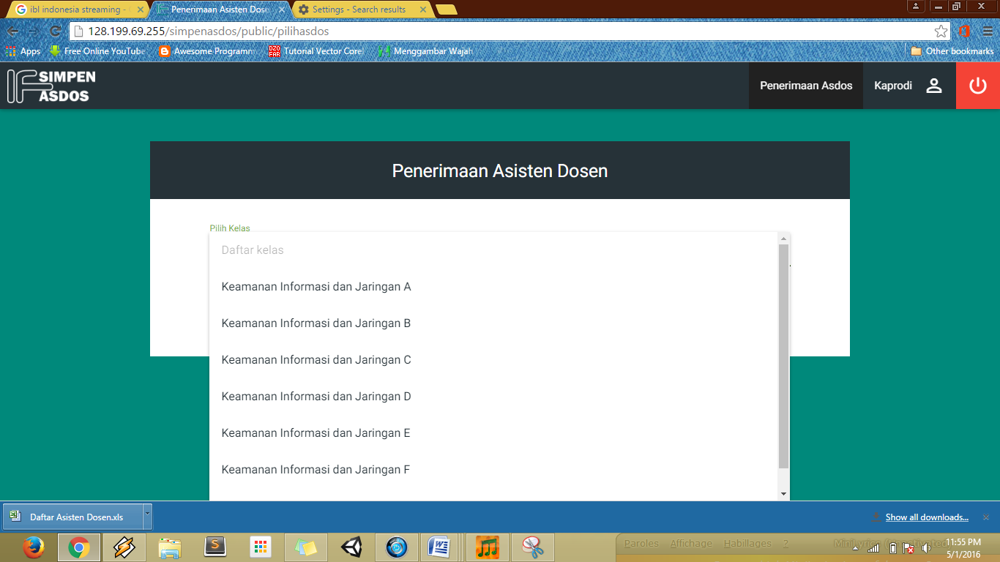 ibl indonesia streaming -
Penerimaan Asisten Dose
Settings - Search results
128.199.69.255/simpenasdos/public/pilihasdos
Apps
Free Online YouTube
Awesome Programm
DZO FAR
Tutorial Vector Corel
Menggambar Wajah
Other bookmarks
IF SIMPEN ASDOS
Penerimaan Asdos
Kaprodi
Penerimaan Asisten Dosen
Pilih Kelas
Daftar kelas
Keamanan Informasi dan Jaringan A
Keamanan Informasi dan Jaringan B
Keamanan Informasi dan Jaringan C
Keamanan Informasi dan Jaringan D
Keamanan Informasi dan Jaringan E
Keamanan Informasi dan Jaringan F
Daftar Asisten Dosen.xls
Show all downloads...
Paroles Affichage Habillages ?
11:55 PM
5/1/2016